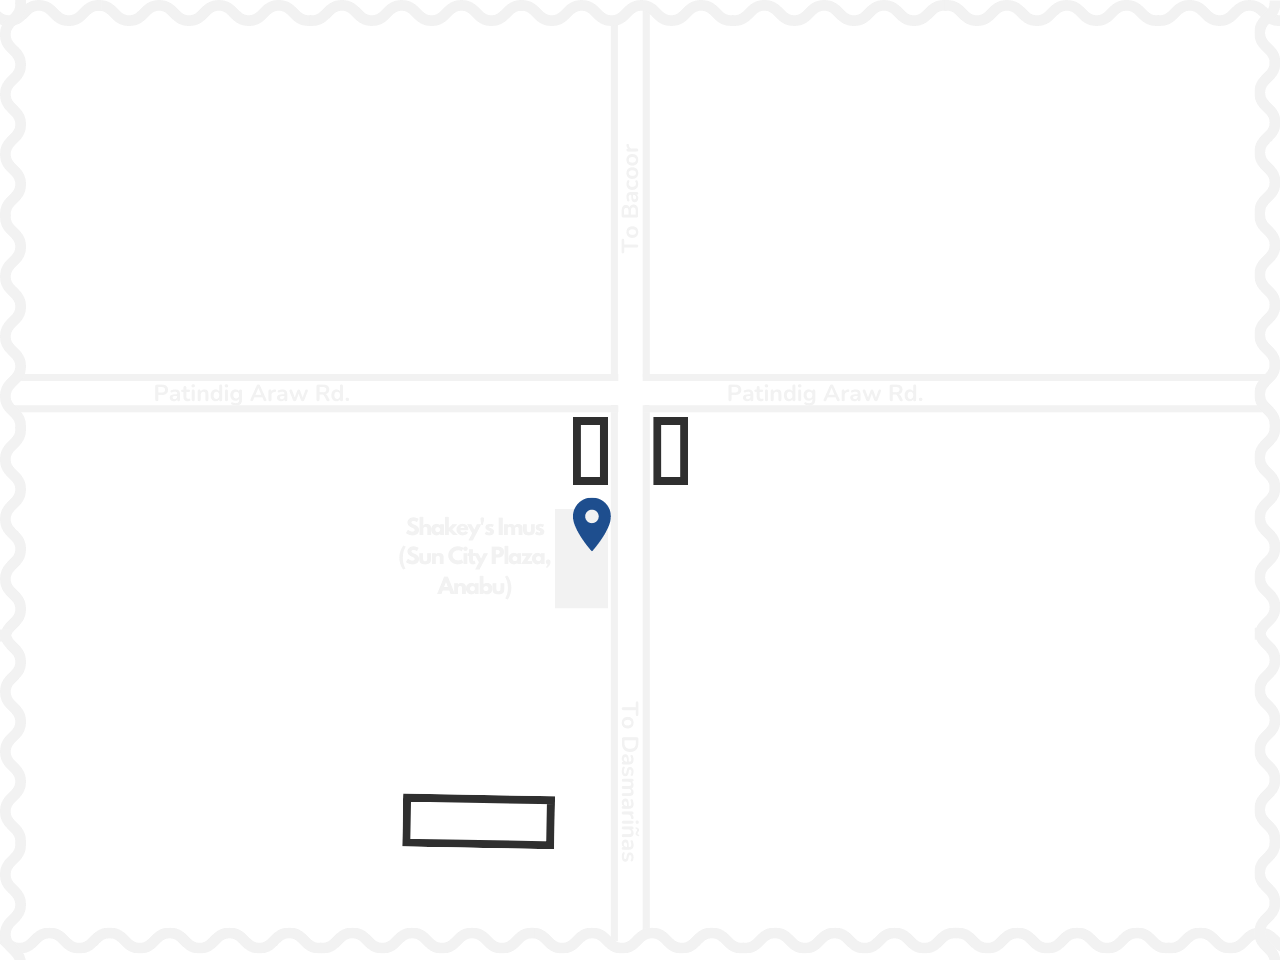 To Bacoor
Patindig Araw Rd.
Patindig Araw Rd.
Shakey's Imus
(Sun City Plaza,
Anabu)
To Dasmariñas